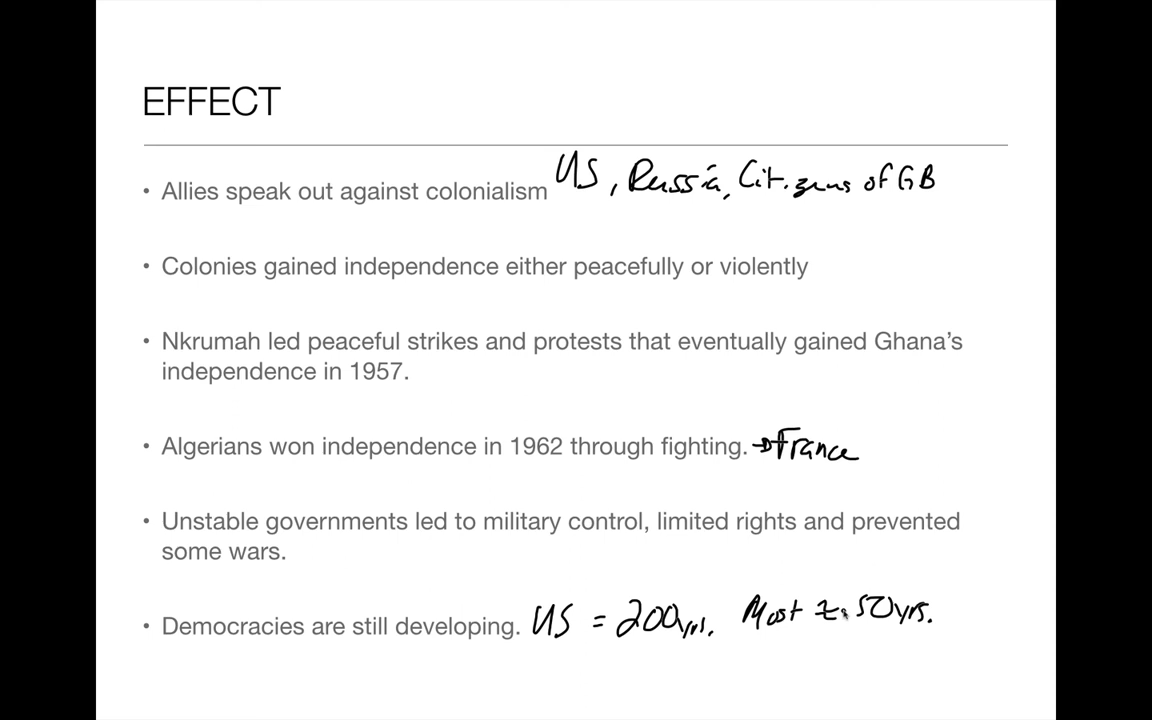 EFFECT
• Allies speak out against colonialism US, Russia, Citizens of GB
• Colonies gained independence either peacefully or violently
• Nkrumah led peaceful strikes and protests that eventually gained Ghana's
independence in 1957.
• Algerians won independence in 1962 through fighting. → France
• Unstable governments led to military control, limited rights and prevented
some wars.
• Democracies are still developing. US = 200yrs. Most 50yrs.